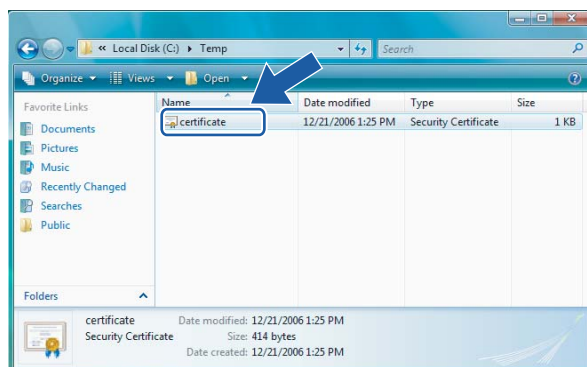 « Local Disk (C:) Temp
Search
Organize Views Open
Favorite Links
Documents
Pictures
Music
Recently Changed
Searches
Public
Folders
Name Date modified Type Size
certificate 12/21/2006 1:25 PM Security Certificate 1 KB
certificate Date modified: 12/21/2006 1:25 PM
Security Certificate Size: 414 bytes
Date created: 12/21/2006 1:25 PM